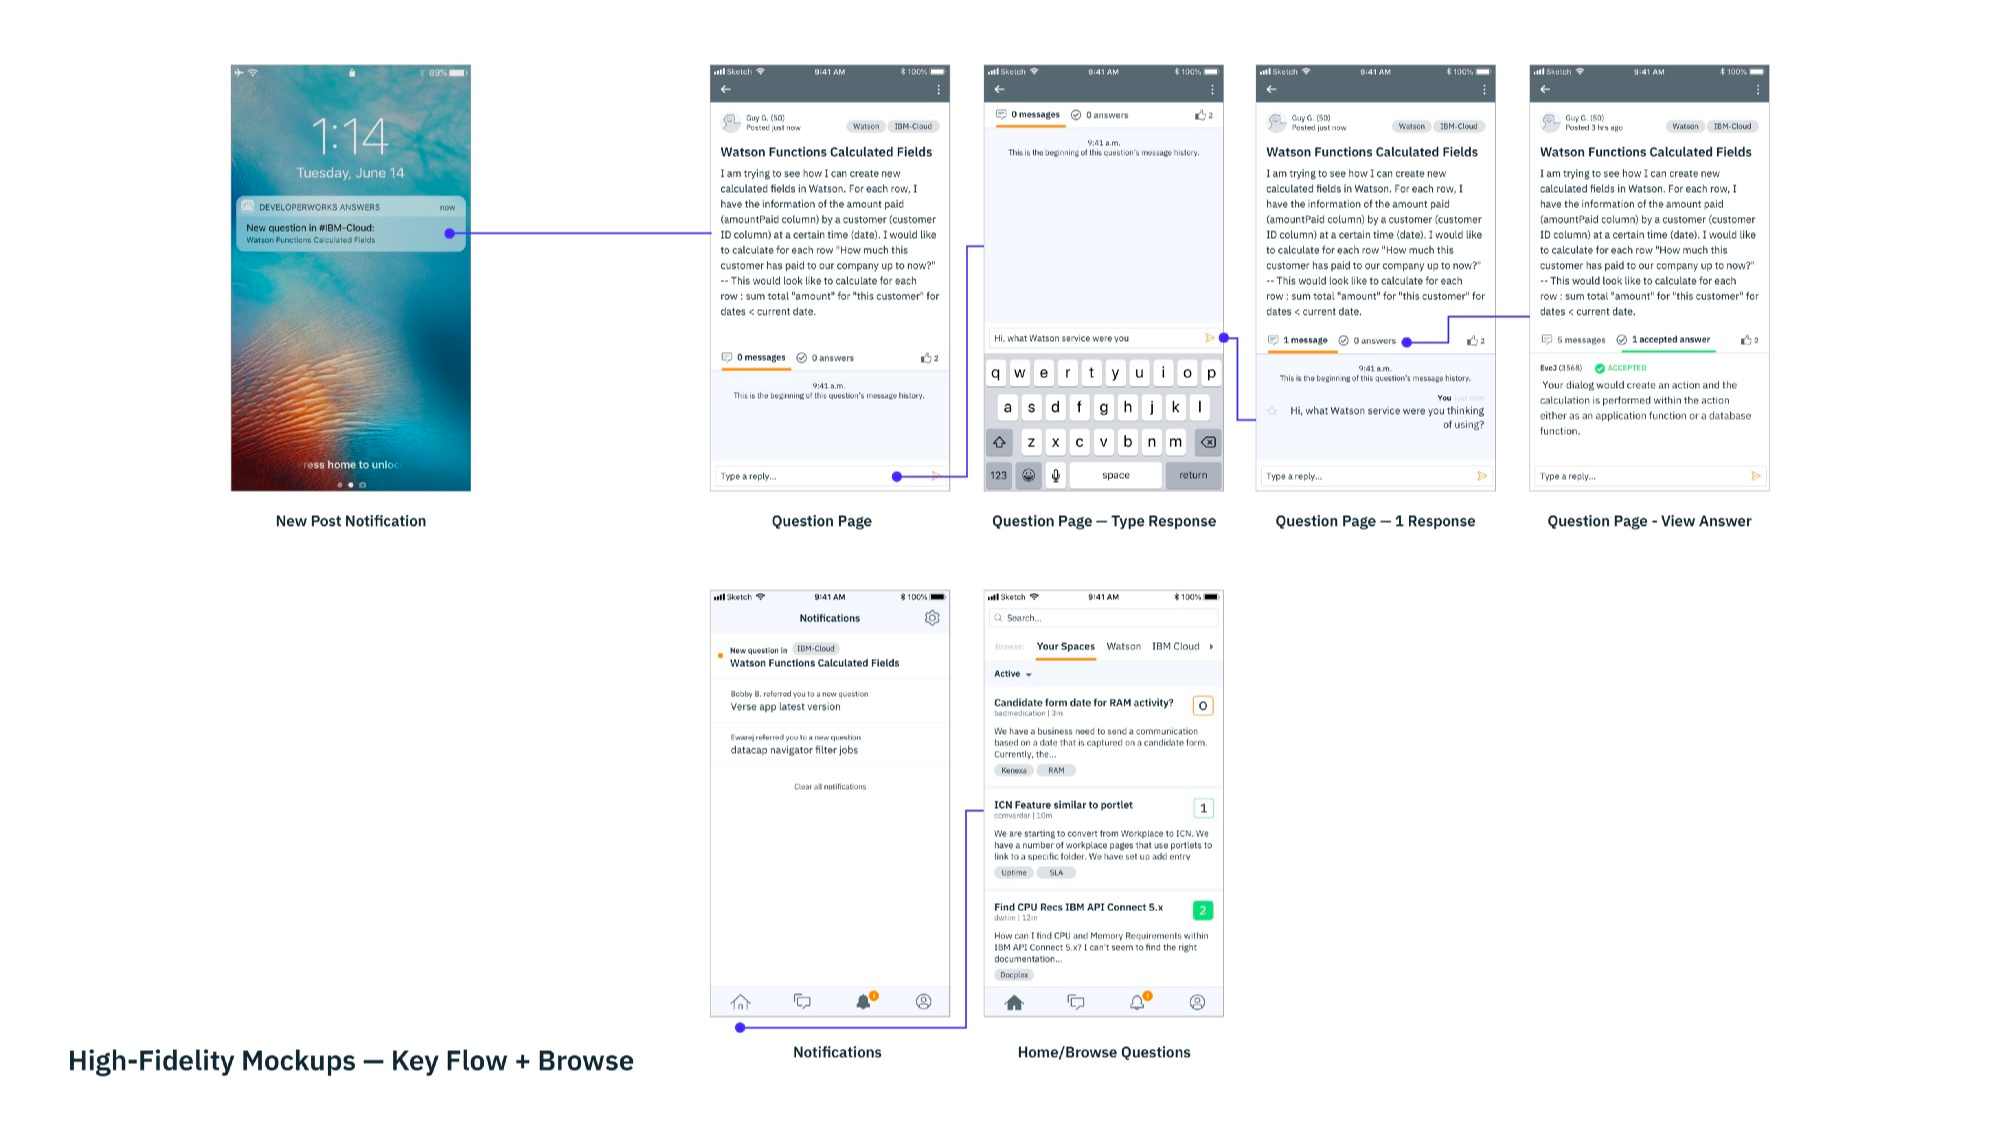 89%
1:14
Tuesday, June 14
DEVELOPERWORKS ANSWERS
now
New question in #IBM-Cloud:
Watson Functions Calculated Fields
ress home to unloc
New Post Notification
Sketch 9:41 AM 100%
Guy G. (50)
Posted just now
Watson IBM-Cloud
Watson Functions Calculated Fields
I am trying to see how I can create new
calculated fields in Watson. For each row, I
have the information of the amount paid
(amountPaid column) by a customer (customer
ID column) at a certain time (date). I would like
to calculate for each row "How much this
customer has paid to our company up to now?"
-- This would look like to calculate for each
row : sum total "amount" for "this customer" for
dates < current date.
0 messages 0 answers 2
9:41 a.m.
This is the beginning of this question's message history.
Type a reply...
Question Page
Sketch 9:41 AM 100%
0 messages 0 answers 2
9:41 a.m.
This is the beginning of this question's message history.
Hi, what Watson service were you
q w e r t y u i o p
a s d f g h j k l
z x c v b n m
123 space return
Question Page — Type Response
Sketch 9:41 AM 100%
Guy G. (50)
Posted just now
Watson IBM-Cloud
Watson Functions Calculated Fields
I am trying to see how I can create new
calculated fields in Watson. For each row, I
have the information of the amount paid
(amountPaid column) by a customer (customer
ID column) at a certain time (date). I would like
to calculate for each row "How much this
customer has paid to our company up to now?"
-- This would look like to calculate for each
row : sum total "amount" for "this customer" for
dates < current date.
1 message 0 answers 2
9:41 a.m.
This is the beginning of this question's message history.
You just now
Hi, what Watson service were you thinking
of using?
Type a reply...
Question Page — 1 Response
Sketch 9:41 AM 100%
Guy G. (50)
Posted 3 hrs ago
Watson IBM-Cloud
Watson Functions Calculated Fields
I am trying to see how I can create new
calculated fields in Watson. For each row, I
have the information of the amount paid
(amountPaid column) by a customer (customer
ID column) at a certain time (date). I would like
to calculate for each row "How much this
customer has paid to our company up to now?"
-- This would look like to calculate for each
row : sum total "amount" for "this customer" for
dates < current date.
5 messages 1 accepted answer 2
EveJ (3568) ACCEPTED
Your dialog would create an action and the
calculation is performed within the action
either as an application function or a database
function.
Type a reply...
Question Page - View Answer
Sketch 9:41 AM 100%
Notifications
New question in IBM-Cloud
Watson Functions Calculated Fields
Bobby B. referred you to a new question
Verse app latest version
Ewarej referred you to a new question
datacap navigator filter jobs
Clear all notifications
Notifications
Sketch 9:41 AM 100%
Search...
Browse: Your Spaces Watson IBM Cloud
Active
Candidate form date for RAM activity? 0
badmedication | 3m
We have a business need to send a communication
based on a date that is captured on a candidate form.
Currently, the...
Kenexa RAM
ICN Feature similar to portlet 1
ccmvardar | 10m
We are starting to convert from Workplace to ICN. We
have a number of workplace pages that use portlets to
link to a specific folder. We have set up add entry
Uptime SLA
Find CPU Recs IBM API Connect 5.x 2
dwtim | 12m
How can I find CPU and Memory Requirements within
IBM API Connect 5.x? I can't seem to find the right
documentation...
Docplex
Home/Browse Questions
High-Fidelity Mockups — Key Flow + Browse